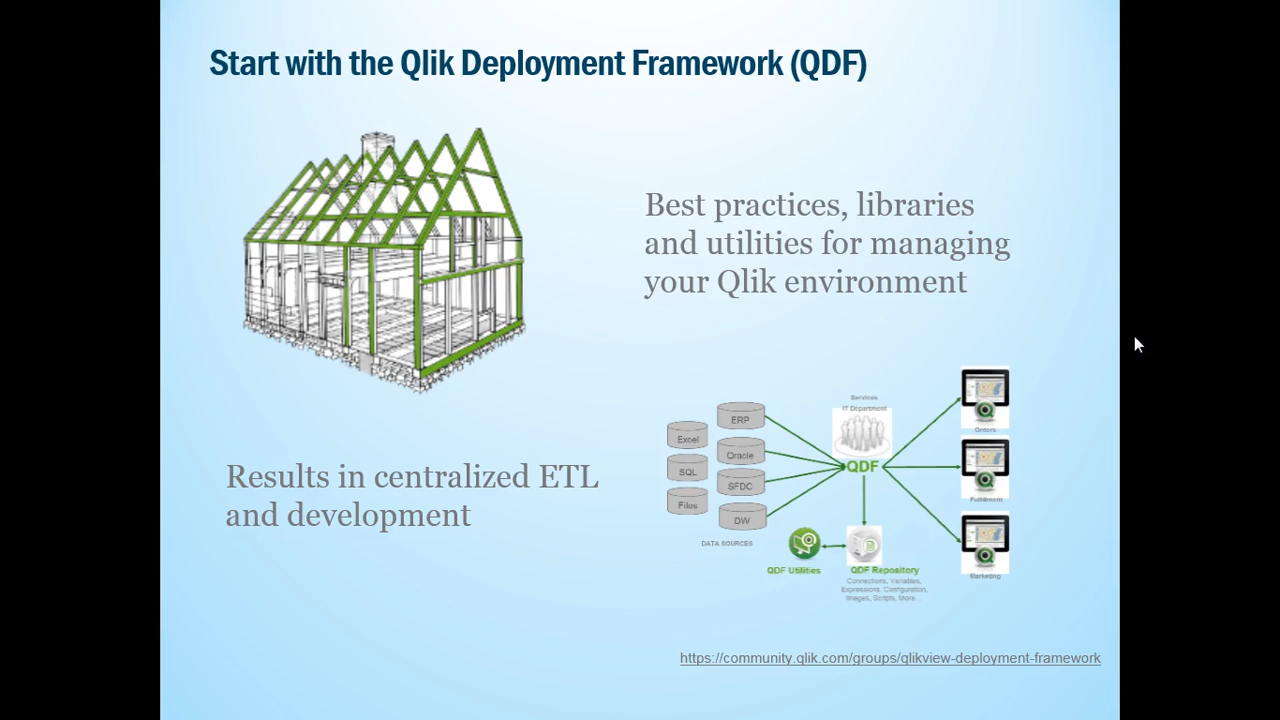 Start with the Qlik Deployment Framework (QDF)
Best practices, libraries
and utilities for managing
your Qlik environment
Results in centralized ETL
and development
Services
IT Department
ERP
Excel
Oracle
SQL
SFDC
Files
DW
DATA SOURCES
QDF
Orders
Fulfillment
Marketing
QDF Utilities
QDF Repository
Connections, Variables,
Expressions, Configuration,
Images, Scripts, More...
https://community.qlik.com/groups/qlikview-deployment-framework